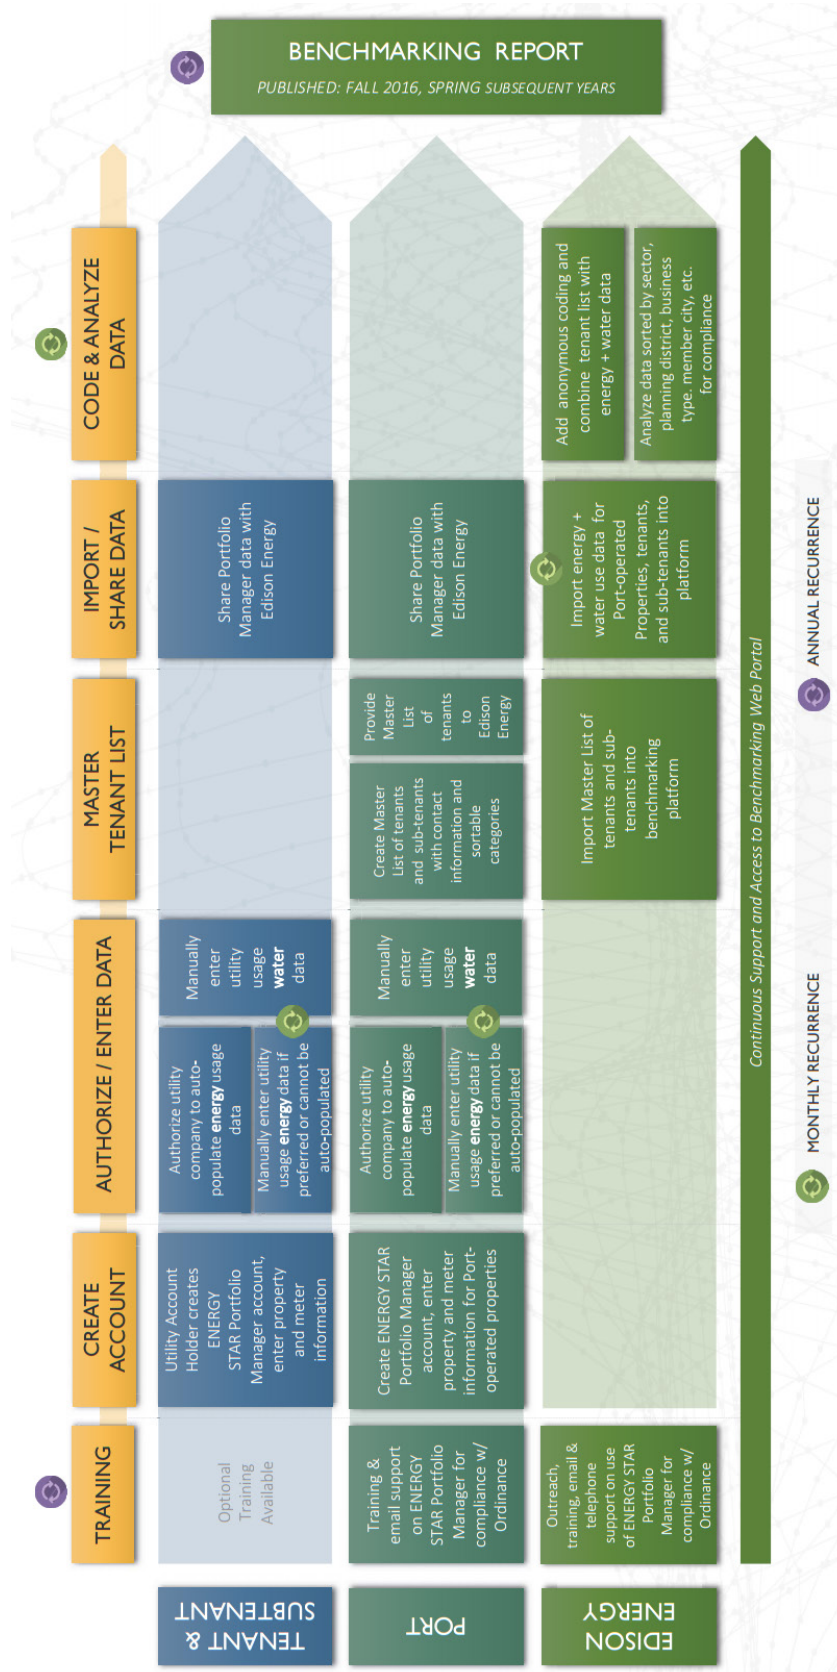 BENCHMARKING REPORT
PUBLISHED: FALL 2016, SPRING SUBSEQUENT YEARS
TRAINING
CREATE
ACCOUNT
AUTHORIZE / ENTER DATA
MASTER
TENANT LIST
IMPORT /
SHARE DATA
CODE & ANALYZE
DATA
TENANT &
SUBTENANT
Optional
Training
Available
Utility Account
Holder creates
ENERGY
STAR Portfolio
Manager account,
enter property
and meter
information
Authorize utility
company to auto-
populate energy usage
data
Manually enter utility
usage energy data if
preferred or cannot be
auto-populated
Manually
enter
utility
usage
water
data
Share Portfolio
Manager data with
Edison Energy
PORT
Training &
email support
on ENERGY
STAR Portfolio
Manager for
compliance w/
Ordinance
Create ENERGY STAR
Portfolio Manager
account, enter
property and meter
information for Port-
operated properties
Authorize utility
company to auto-
populate energy usage
data
Manually enter utility
usage energy data if
preferred or cannot be
auto-populated
Manually
enter
utility
usage
water
data
Create Master
List of tenants
and sub-tenants
with contact
information and
sortable
categories
Provide
Master
List
of
tenants
to
Edison
Energy
Share Portfolio
Manager data with
Edison Energy
EDISON
ENERGY
Outreach,
training, email &
telephone
support on use
of ENERGY STAR
Portfolio
Manager for
compliance w/
Ordinance
Import Master List of
tenants and sub-
tenants into
benchmarking
platform
Import energy +
water use data for
Port-operated
Properties, tenants,
and sub-tenants into
platform
Add anonymous coding and
combine tenant list with
energy + water data
Analyze data sorted by sector,
planning district, business
type. member city, etc.
for compliance
Continuous Support and Access to Benchmarking Web Portal
MONTHLY RECURRENCE
ANNUAL RECURRENCE